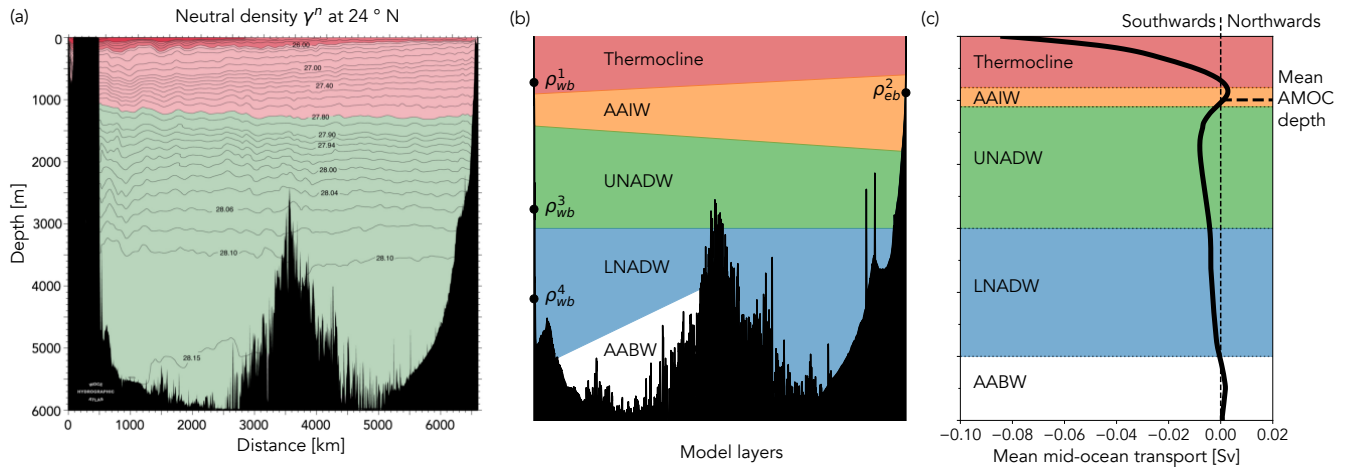 (a)
Neutral density γⁿ at 24 ° N
Depth [m]
0
1000
2000
3000
4000
5000
6000
26.00
27.00
27.40
27.80
27.90
27.94
28.00
28.04
28.06
28.10
28.10
28.15
WOCE
HYDROGRAPHIC
ATLAS
0
1000
2000
3000
4000
5000
6000
Distance [km]
(b)
Thermocline
AAIW
UNADW
LNADW
AABW
ρ¹wb
ρ²eb
ρ³wb
ρ⁴wb
Model layers
(c)
Southwards
Northwards
Thermocline
AAIW
UNADW
LNADW
AABW
Mean
AMOC
depth
−0.10
−0.08
−0.06
−0.04
−0.02
0.00
0.02
Mean mid-ocean transport [Sv]